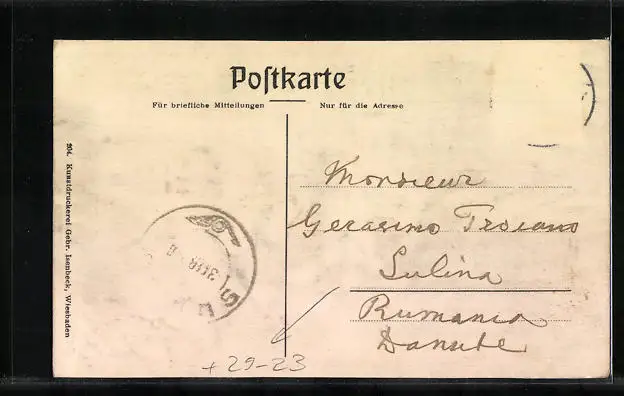 Postkarte
Für briefliche Mitteilungen
Nur für die Adresse
Monsieur
Gerasimo Troiano
Sulina
Rumania
Danube
+29-23
204. Kunstdruckerei Gebr. Isenbeck, Wiesbaden